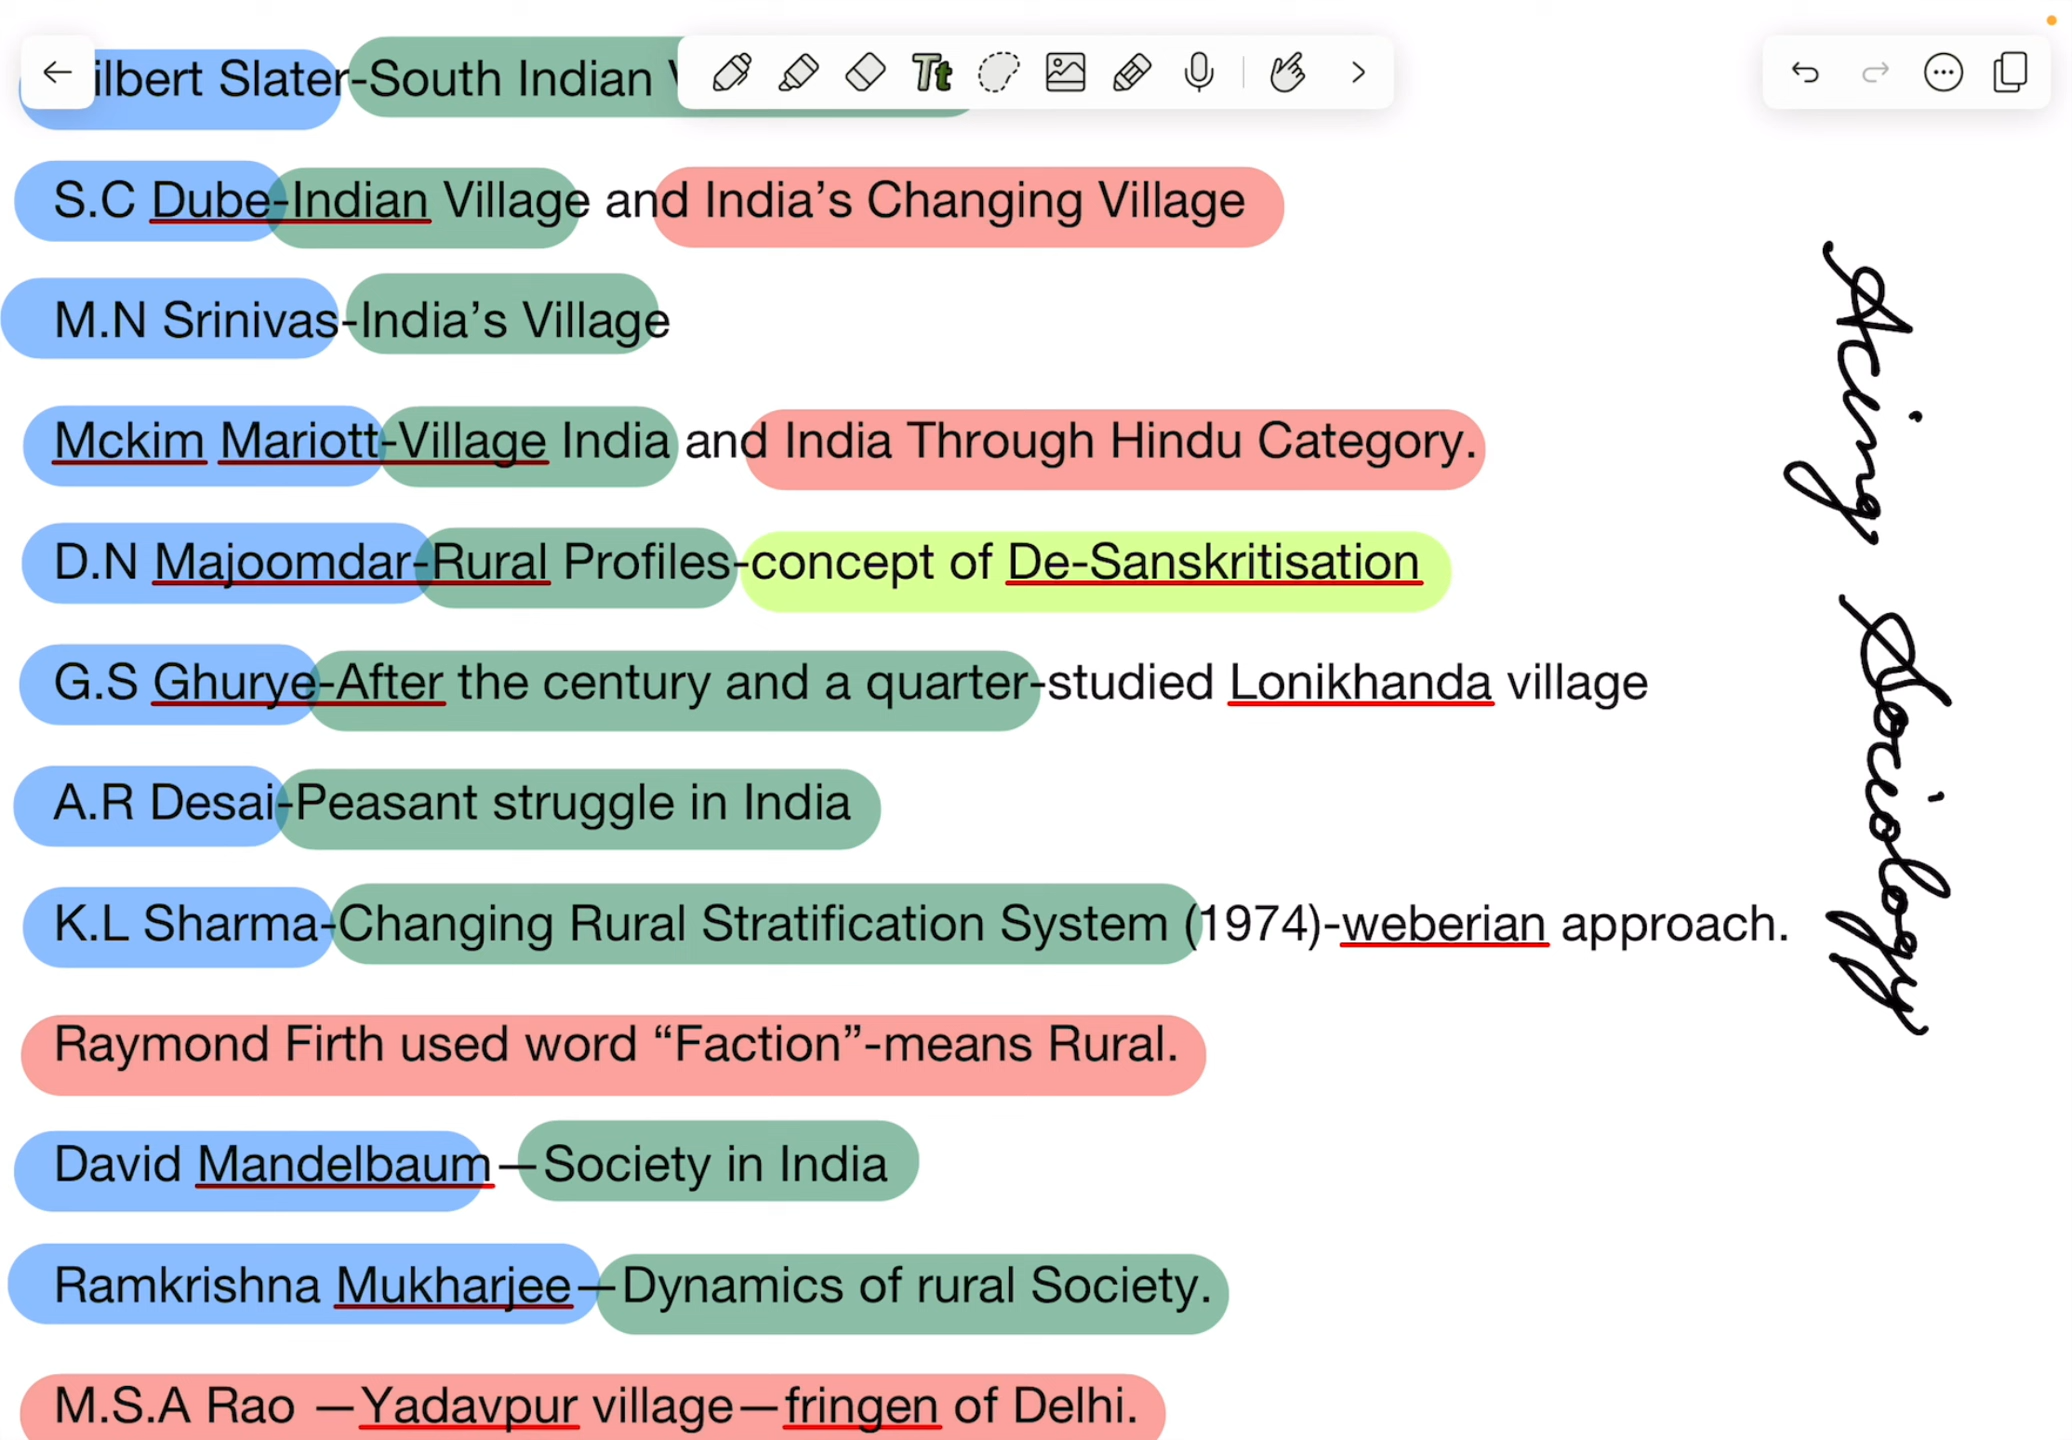 ilbert Slater-South Indian
S.C Dube-Indian Village and India’s Changing Village
M.N Srinivas-India’s Village
Mckim Mariott-Village India and India Through Hindu Category.
D.N Majoomdar-Rural Profiles-concept of De-Sanskritisation
G.S Ghurye-After the century and a quarter-studied Lonikhanda village
A.R Desai-Peasant struggle in India
K.L Sharma-Changing Rural Stratification System (1974)-weberian approach.
Raymond Firth used word “Faction”-means Rural.
David Mandelbaum—Society in India
Ramkrishna Mukharjee—Dynamics of rural Society.
M.S.A Rao —Yadavpur village—fringen of Delhi.
Acing Sociology